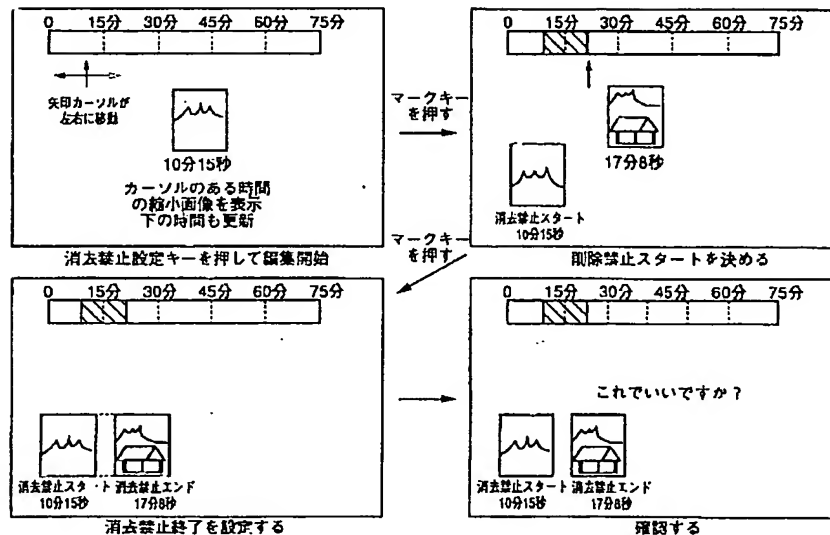 0 15分 30分 45分 60分 75分
矢印カーソルが
左右に移動
10分15秒
カーソルのある時間
の縮小画像を表示
下の時間も更新
消去禁止設定キーを押して編集開始
マークキー
を押す
0 15分 30分 45分 60分 75分
17分8秒
消去禁止スタート
10分15秒
削除禁止スタートを決める
マークキー
を押す
0 15分 30分 45分 60分 75分
消去禁止スタート 消去禁止エンド
10分15秒 17分8秒
消去禁止終了を設定する
0 15分 30分 45分 60分 75分
これでいいですか?
消去禁止スタート 消去禁止エンド
10分15秒 17分8秒
確認する